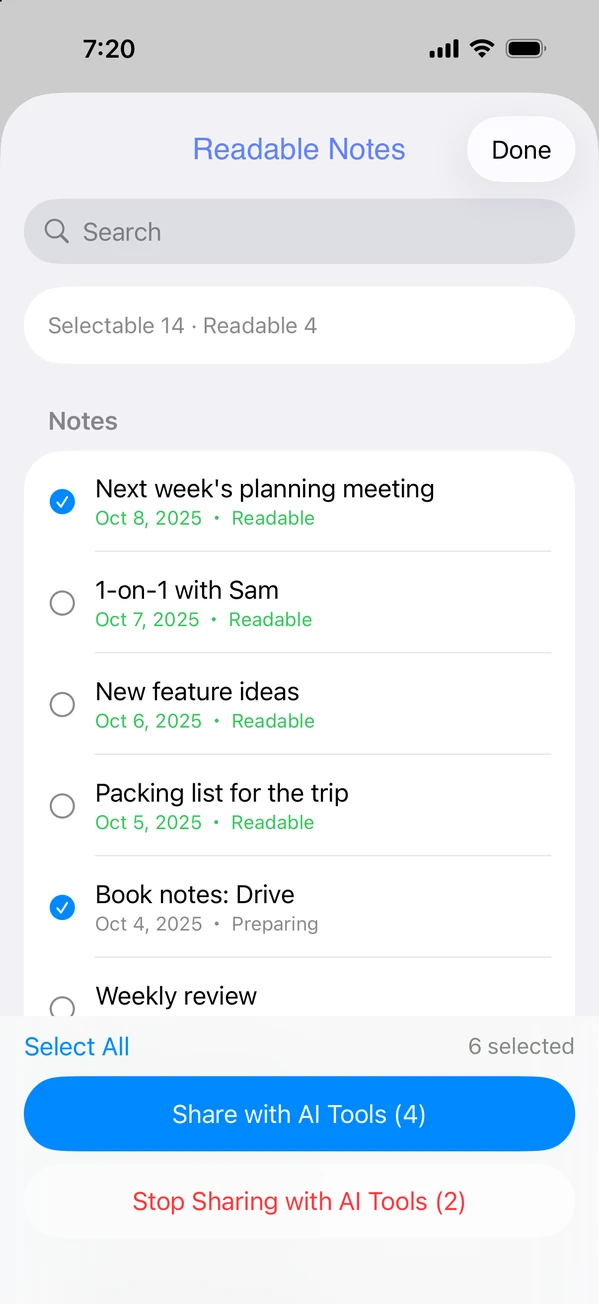 7:20
Readable Notes
Done
Search
Selectable 14 · Readable 4
Notes
Next week's planning meeting
Oct 8, 2025 • Readable
1-on-1 with Sam
Oct 7, 2025 • Readable
New feature ideas
Oct 6, 2025 • Readable
Packing list for the trip
Oct 5, 2025 • Readable
Book notes: Drive
Oct 4, 2025 • Preparing
Weekly review
Select All
6 selected
Share with AI Tools (4)
Stop Sharing with AI Tools (2)